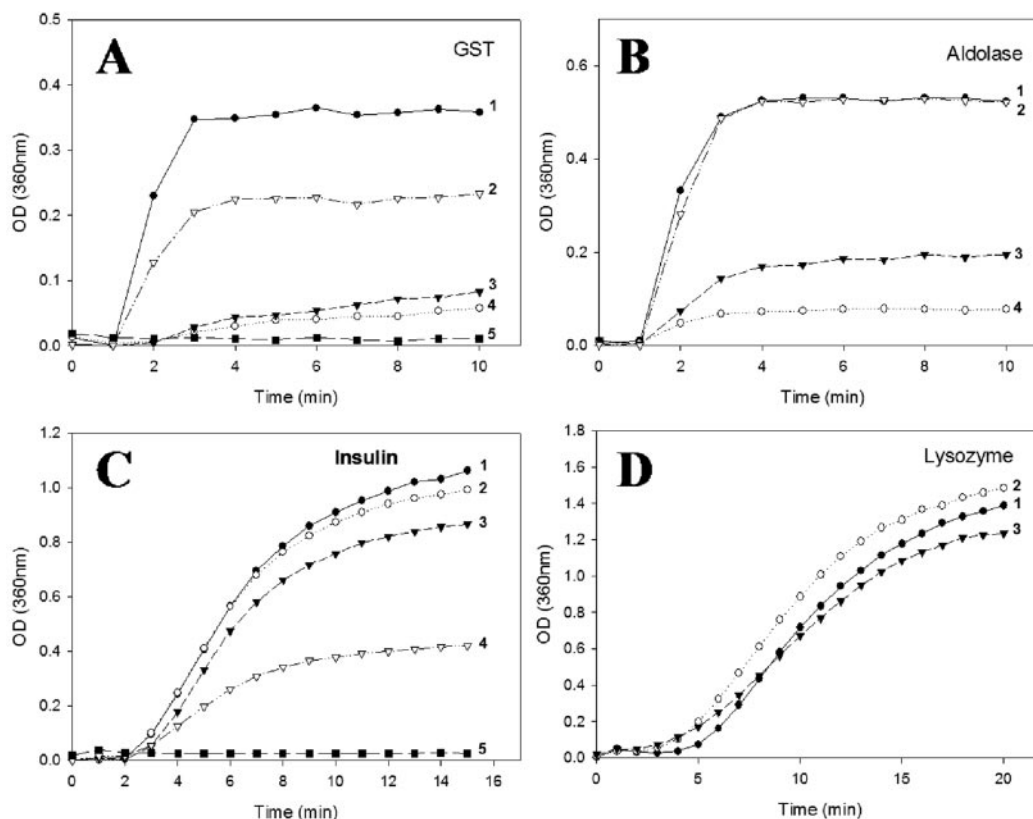 A
GST
OD (360nm)
0.5
0.4
0.3
0.2
0.1
0.0
1
2
3
4
5
0 2 4 6 8 10
Time (min)
B
Aldolase
OD (360nm)
0.6
0.4
0.2
0.0
1
2
3
4
0 2 4 6 8 10
Time (min)
C
Insulin
OD (360nm)
1.2
1.0
0.8
0.6
0.4
0.2
0.0
1
2
3
4
5
0 2 4 6 8 10 12 14 16
Time (min)
D
Lysozyme
OD (360nm)
1.8
1.6
1.4
1.2
1.0
0.8
0.6
0.4
0.2
0.0
2
1
3
0 5 10 15 20
Time (min)